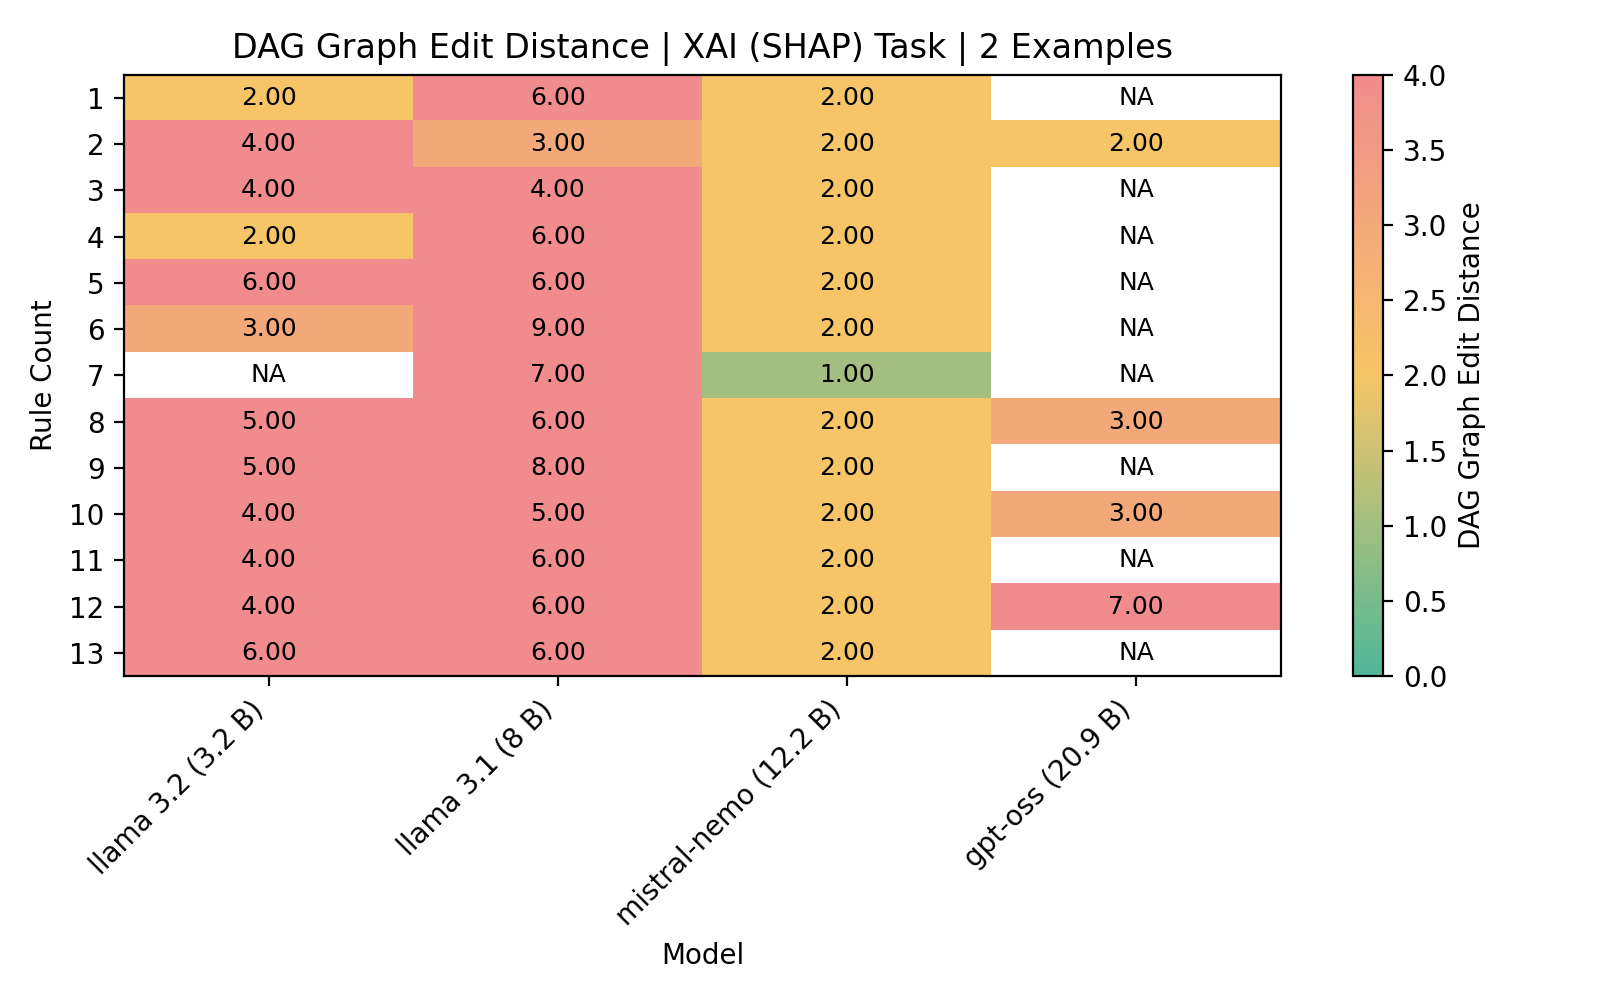 DAG Graph Edit Distance | XAI (SHAP) Task | 2 Examples
1 2.00 6.00 2.00 NA
2 4.00 3.00 2.00 2.00
3 4.00 4.00 2.00 NA
4 2.00 6.00 2.00 NA
5 6.00 6.00 2.00 NA
6 3.00 9.00 2.00 NA
7 NA 7.00 1.00 NA
8 5.00 6.00 2.00 3.00
9 5.00 8.00 2.00 NA
10 4.00 5.00 2.00 3.00
11 4.00 6.00 2.00 NA
12 4.00 6.00 2.00 7.00
13 6.00 6.00 2.00 NA
Rule Count
llama 3.2 (3.2 B)
llama 3.1 (8 B)
mistral-nemo (12.2 B)
gpt-oss (20.9 B)
Model
4.0
3.5
3.0
2.5
2.0
1.5
1.0
0.5
0.0
DAG Graph Edit Distance